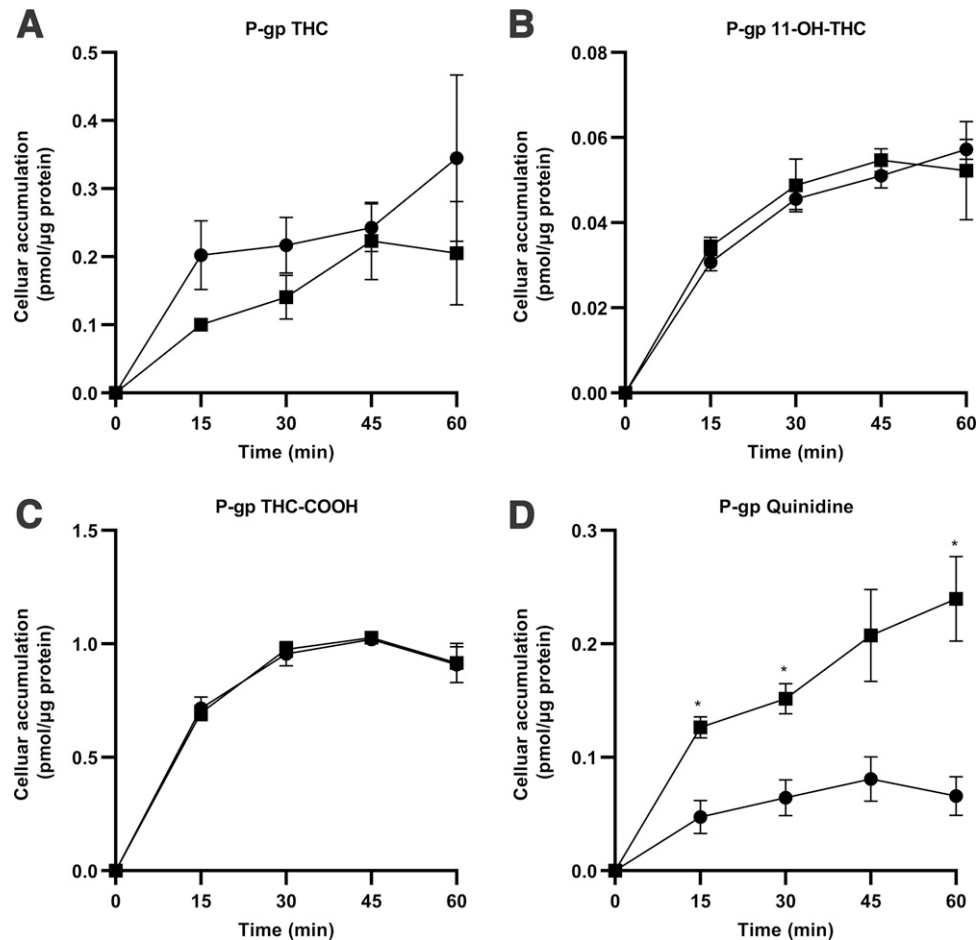 A
P-gp THC
Celluar accumulation
(pmol/μg protein)
0.5
0.4
0.3
0.2
0.1
0.0
0 15 30 45 60
Time (min)
B
P-gp 11-OH-THC
Celluar accumulation
(pmol/μg protein)
0.08
0.06
0.04
0.02
0.00
0 15 30 45 60
Time (min)
C
P-gp THC-COOH
Celluar accumulation
(pmol/μg protein)
1.5
1.0
0.5
0.0
0 15 30 45 60
Time (min)
D
P-gp Quinidine
Celluar accumulation
(pmol/μg protein)
0.3
0.2
0.1
0.0
* * *
0 15 30 45 60
Time (min)